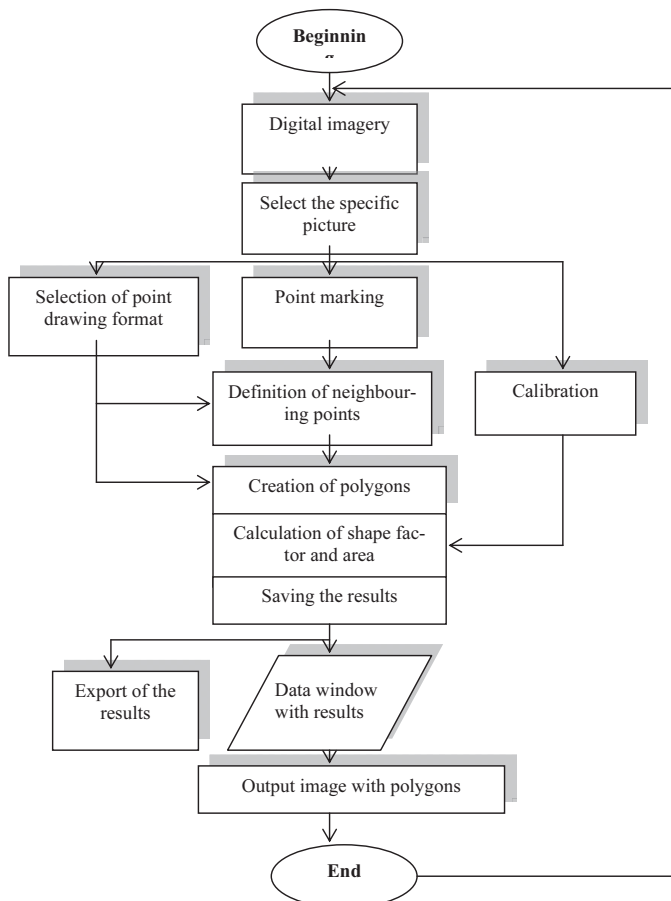 Beginnin
Digital imagery
Select the specific
picture
Selection of point
drawing format
Point marking
Definition of neighbour-
ing points
Calibration
Creation of polygons
Calculation of shape fac-
tor and area
Saving the results
Export of the
results
Data window
with results
Output image with polygons
End